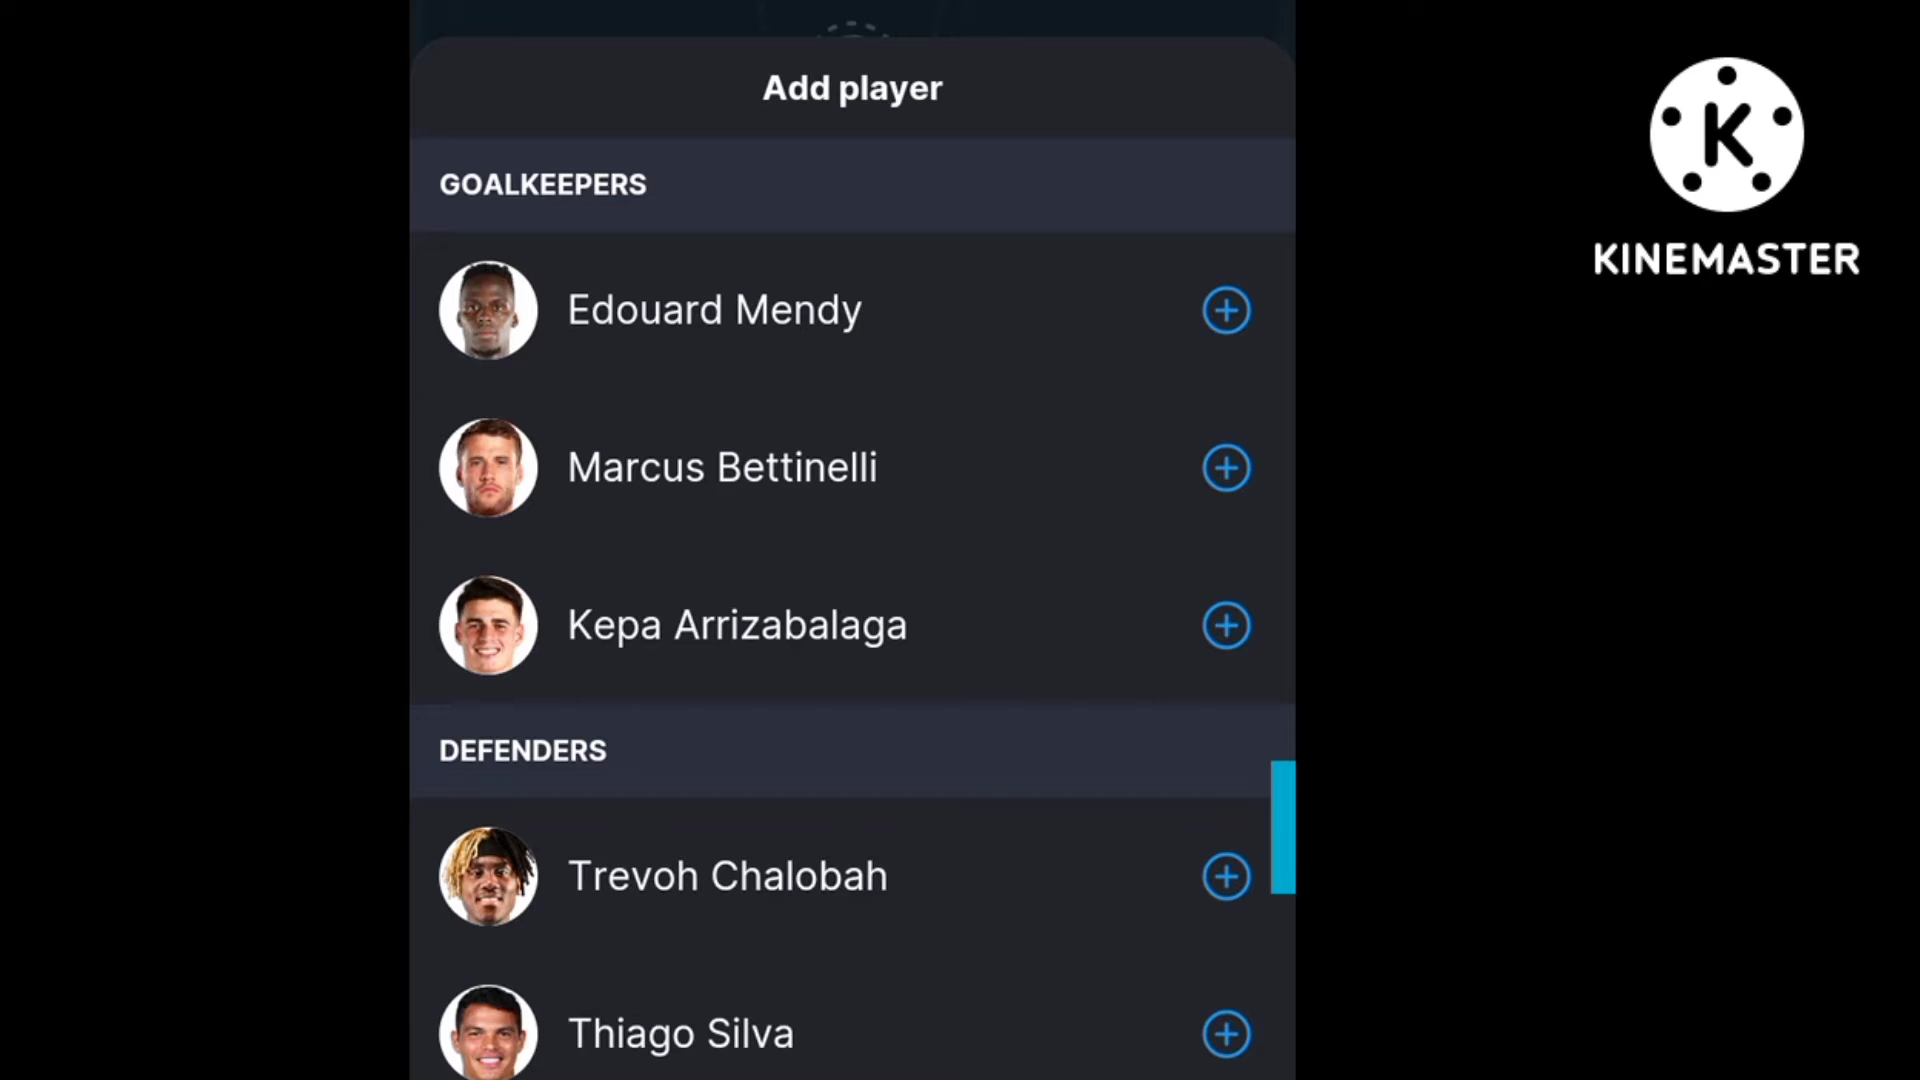 Add player
GOALKEEPERS
Edouard Mendy
Marcus Bettinelli
Kepa Arrizabalaga
DEFENDERS
Trevoh Chalobah
Thiago Silva
K
KINEMASTER